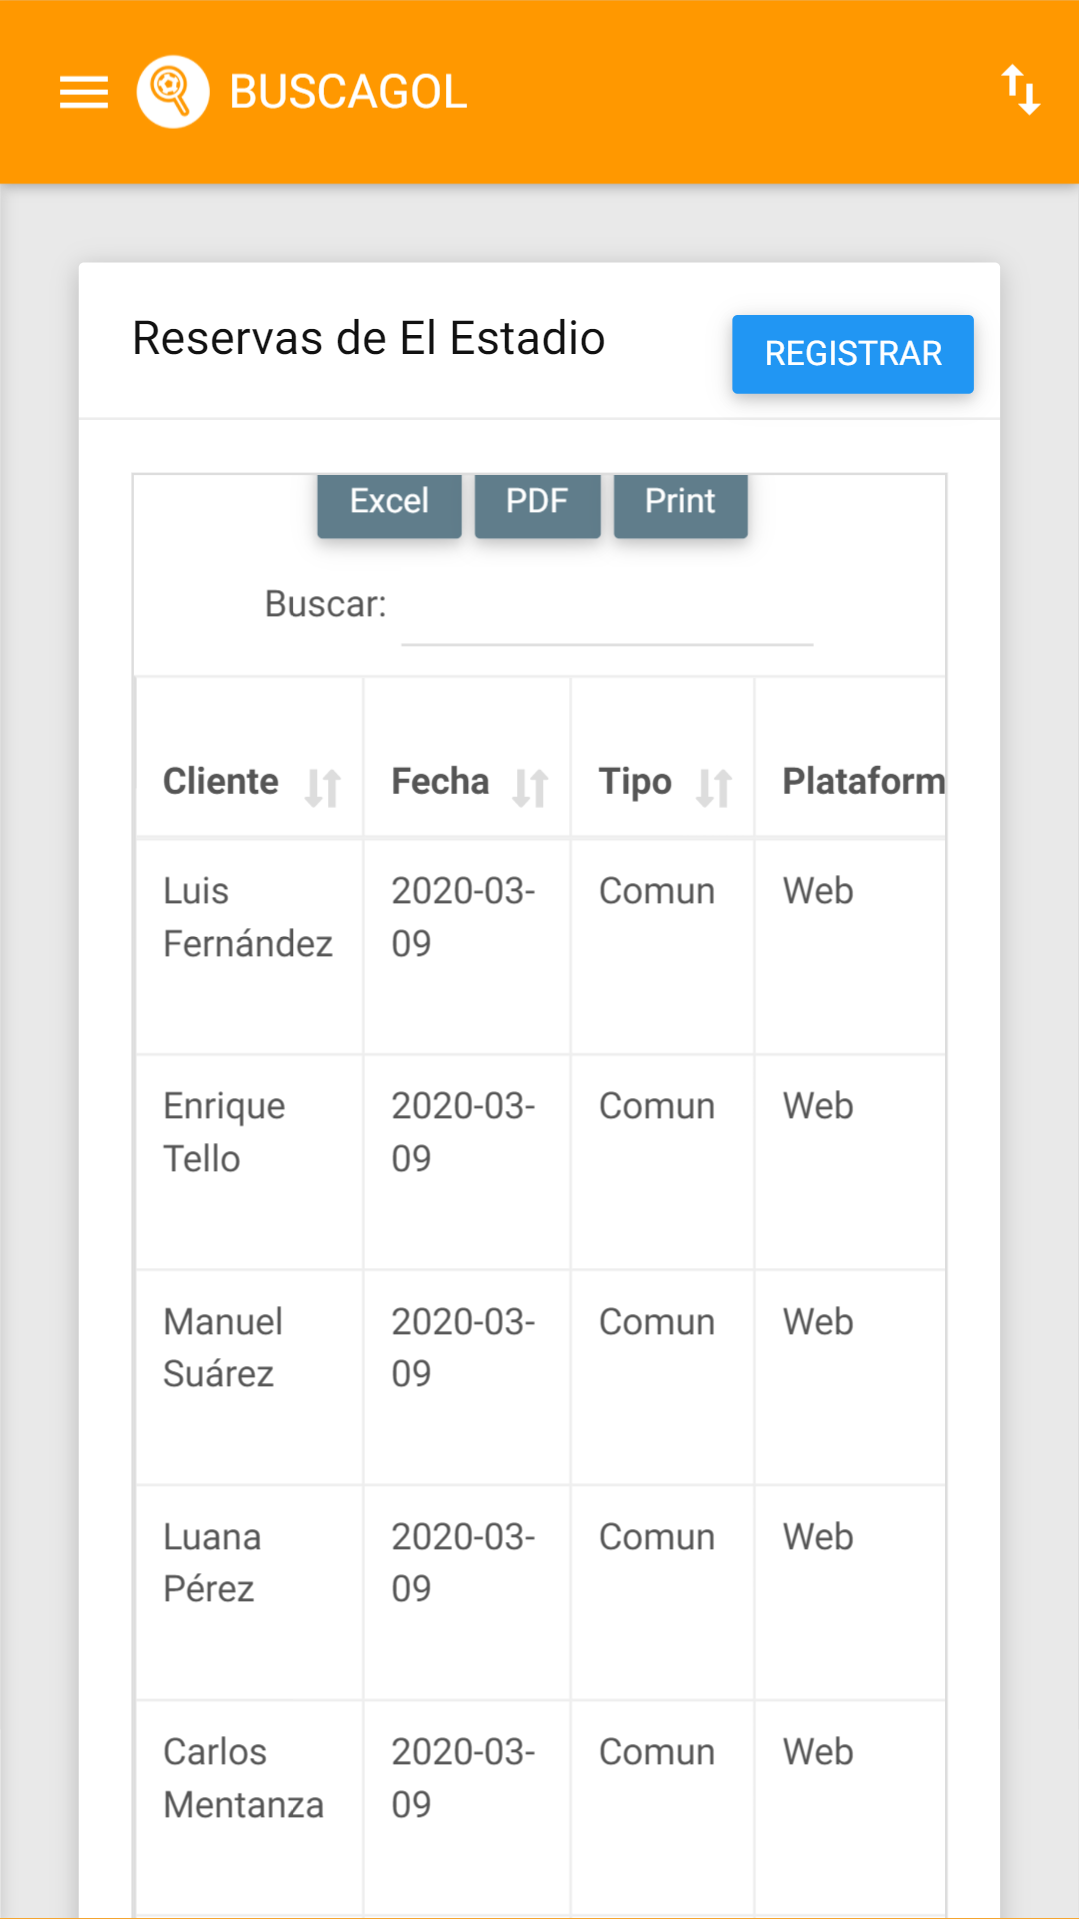 BUSCAGOL
Reservas de El Estadio
REGISTRAR
Excel PDF Print
Buscar:
Cliente Fecha Tipo Plataform
Luis 2020-03- Comun Web
Fernández 09
Enrique 2020-03- Comun Web
Tello 09
Manuel 2020-03- Comun Web
Suárez 09
Luana 2020-03- Comun Web
Pérez 09
Carlos 2020-03- Comun Web
Mentanza 09